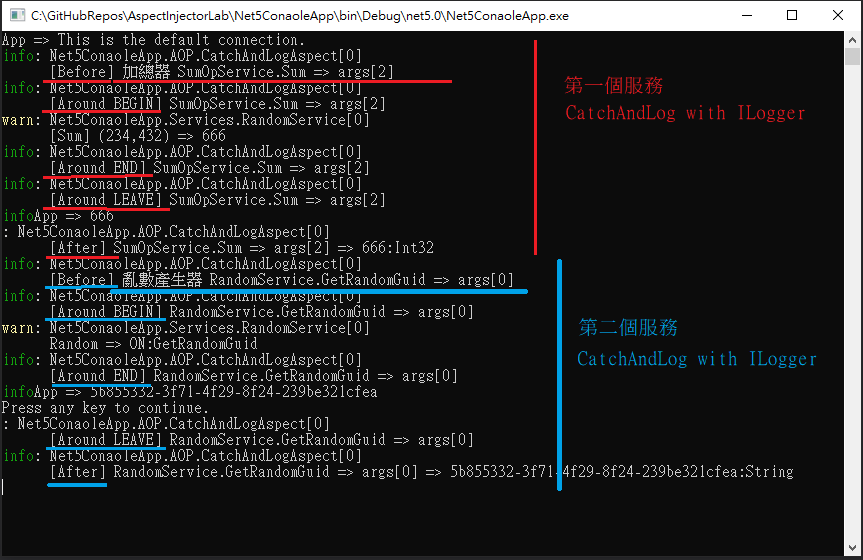 C:\GitHubRepos\AspectInjectorLab\Net5ConaoleApp\bin\Debug\net5.0\Net5ConaoleApp.exe
App => This is the default connection.
info: Net5ConaoleApp.AOP.CatchAndLogAspect[0]
[Before] 加總器 SumOpService.Sum => args[2]
info: Net5ConaoleApp.AOP.CatchAndLogAspect[0]
[Around BEGIN] SumOpService.Sum => args[2]
warn: Net5ConaoleApp.Services.RandomService[0]
[Sum] (234,432) => 666
info: Net5ConaoleApp.AOP.CatchAndLogAspect[0]
[Around END] SumOpService.Sum => args[2]
info: Net5ConaoleApp.AOP.CatchAndLogAspect[0]
[Around LEAVE] SumOpService.Sum => args[2]
infoApp => 666
: Net5ConaoleApp.AOP.CatchAndLogAspect[0]
[After] SumOpService.Sum => args[2] => 666:Int32
第一個服務
CatchAndLog with ILogger
info: Net5ConaoleApp.AOP.CatchAndLogAspect[0]
[Before] 亂數產生器 RandomService.GetRandomGuid => args[0]
info: Net5ConaoleApp.AOP.CatchAndLogAspect[0]
[Around BEGIN] RandomService.GetRandomGuid => args[0]
warn: Net5ConaoleApp.Services.RandomService[0]
Random => ON:GetRandomGuid
info: Net5ConaoleApp.AOP.CatchAndLogAspect[0]
[Around END] RandomService.GetRandomGuid => args[0]
infoApp => 5b855332-3f71-4f29-8f24-239be321cfea
Press any key to continue.
: Net5ConaoleApp.AOP.CatchAndLogAspect[0]
[Around LEAVE] RandomService.GetRandomGuid => args[0]
info: Net5ConaoleApp.AOP.CatchAndLogAspect[0]
[After] RandomService.GetRandomGuid => args[0] => 5b855332-3f71-4f29-8f24-239be321cfea:String
第二個服務
CatchAndLog with ILogger